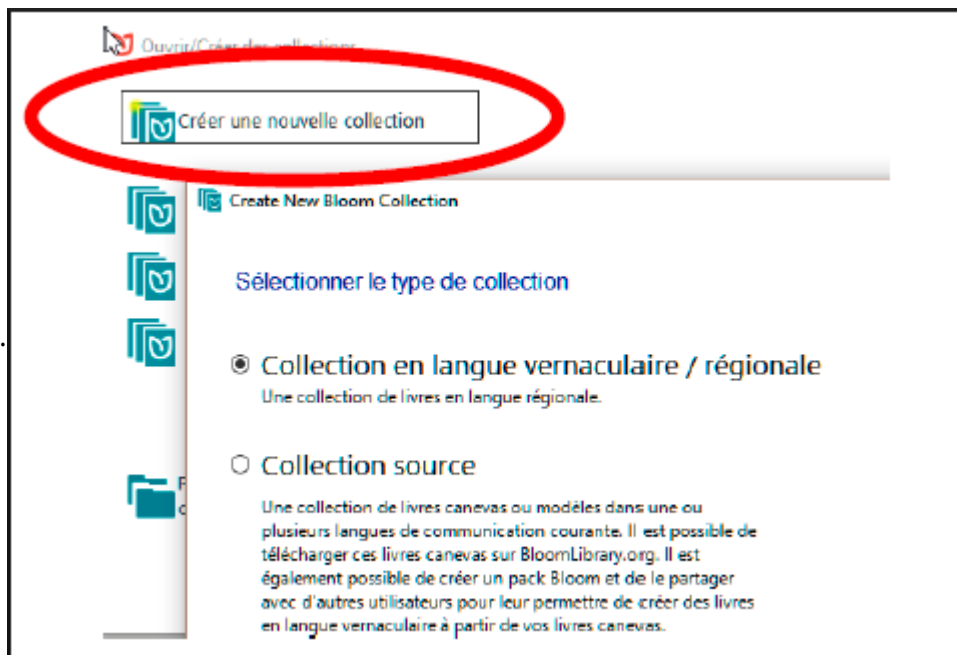 Ouvrir/Créer des collections
Créer une nouvelle collection
Create New Bloom Collection
Sélectionner le type de collection
Collection en langue vernaculaire / régionale
Une collection de livres en langue régionale.
Collection source
Une collection de livres canevas ou modèles dans une ou
plusieurs langues de communication courante. Il est possible de
télécharger ces livres canevas sur BloomLibrary.org. Il est
également possible de créer un pack Bloom et de le partager
avec d'autres utilisateurs pour leur permettre de créer des livres
en langue vernaculaire à partir de vos livres canevas.